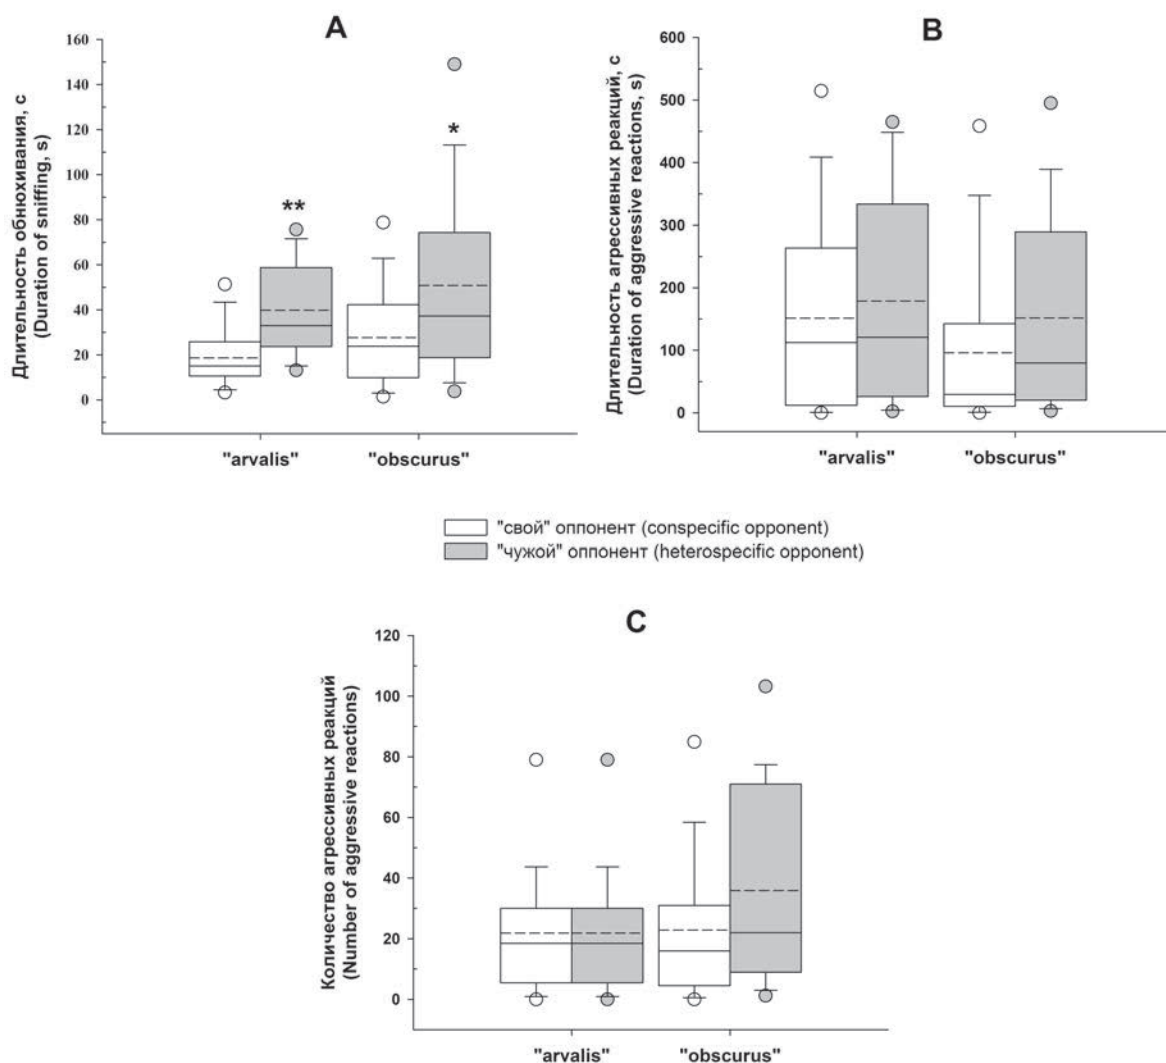 A
Длительность обнюхивания, с
(Duration of sniffing, s)
160
140
120
100
80
60
40
20
0
**
*
"arvalis"
"obscurus"
B
Длительность агрессивных реакций, с
(Duration of aggressive reactions, s)
600
500
400
300
200
100
0
"arvalis"
"obscurus"
"свой" оппонент (conspecific opponent)
"чужой" оппонент (heterospecific opponent)
C
Количество агрессивных реакций
(Number of aggressive reactions)
120
100
80
60
40
20
0
"arvalis"
"obscurus"